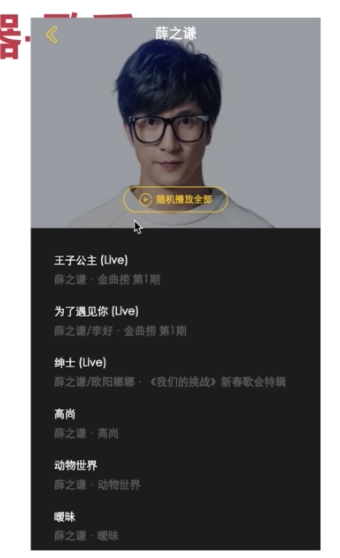 器·
薛之谦
随机播放全部
王子公主 (Live)
薛之谦 · 金曲捞 第1期
为了遇见你 (Live)
薛之谦/李好 · 金曲捞 第1期
绅士 (Live)
薛之谦/欧阳娜娜 · 《我们的挑战》新春歌会特辑
高尚
薛之谦 · 高尚
动物世界
薛之谦 · 动物世界
暧昧
薛之谦 · 暧昧